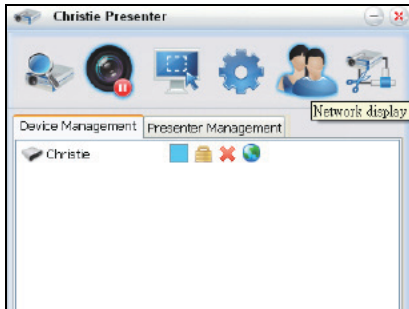 Christie Presenter
Network display
Device Management Presenter Management
Christie